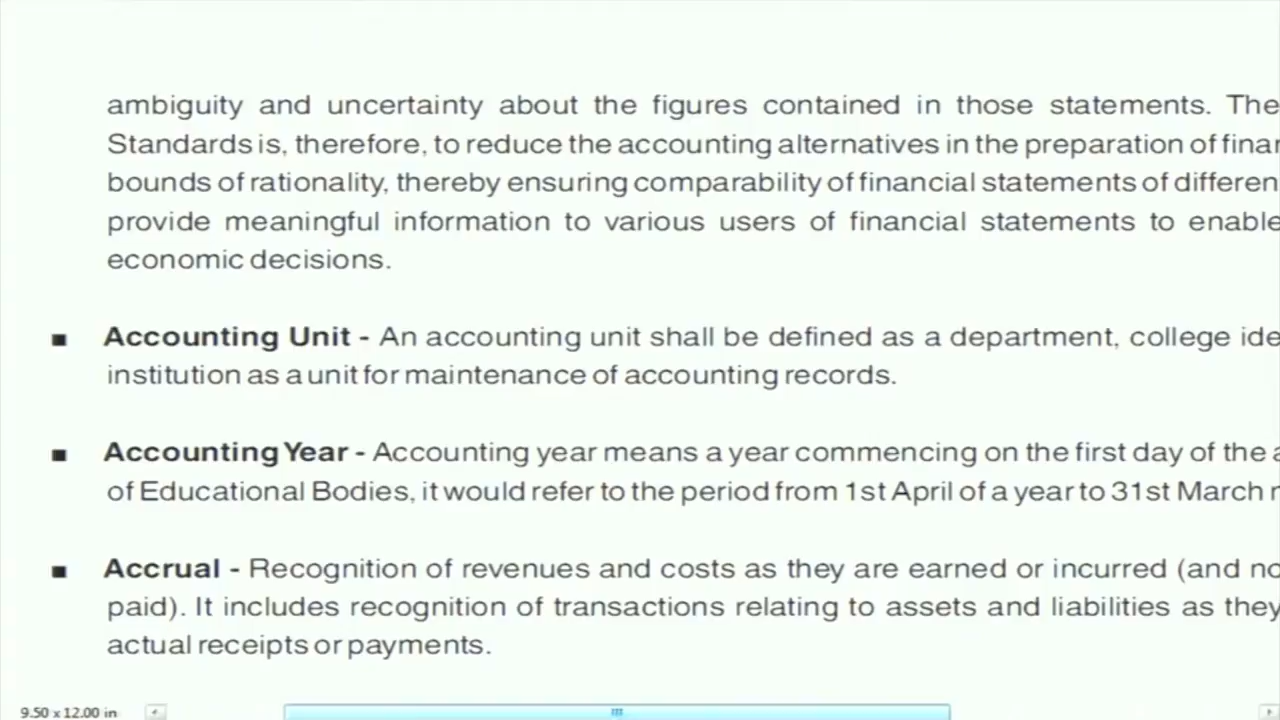 ambiguity and uncertainty about the figures contained in those statements. The
Standards is, therefore, to reduce the accounting alternatives in the preparation of
bounds of rationality, thereby ensuring comparability of financial statements of
provide meaningful information to various users of financial statements to enable
economic decisions.
■ Accounting Unit - An accounting unit shall be defined as a department, college
institution as a unit for maintenance of accounting records.
■ Accounting Year - Accounting year means a year commencing on the first day of the
of Educational Bodies, it would refer to the period from 1st April of a year to 31st March
■ Accrual - Recognition of revenues and costs as they are earned or incurred (and
paid). It includes recognition of transactions relating to assets and liabilities as they
actual receipts or payments.
9.50 x 12.00 in